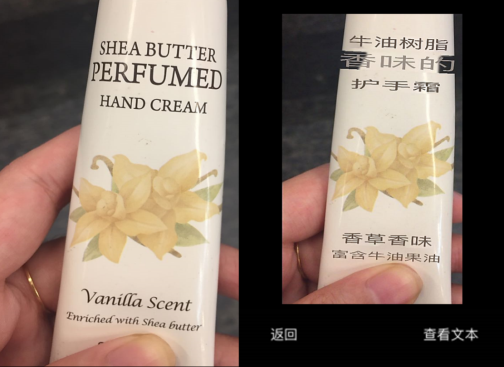 SHEA BUTTER
PERFUMED
HAND CREAM
Vanilla Scent
Enriched with Shea butter
牛油树脂
香味的
护手霜
香草香味
富含牛油果油
返回
查看文本